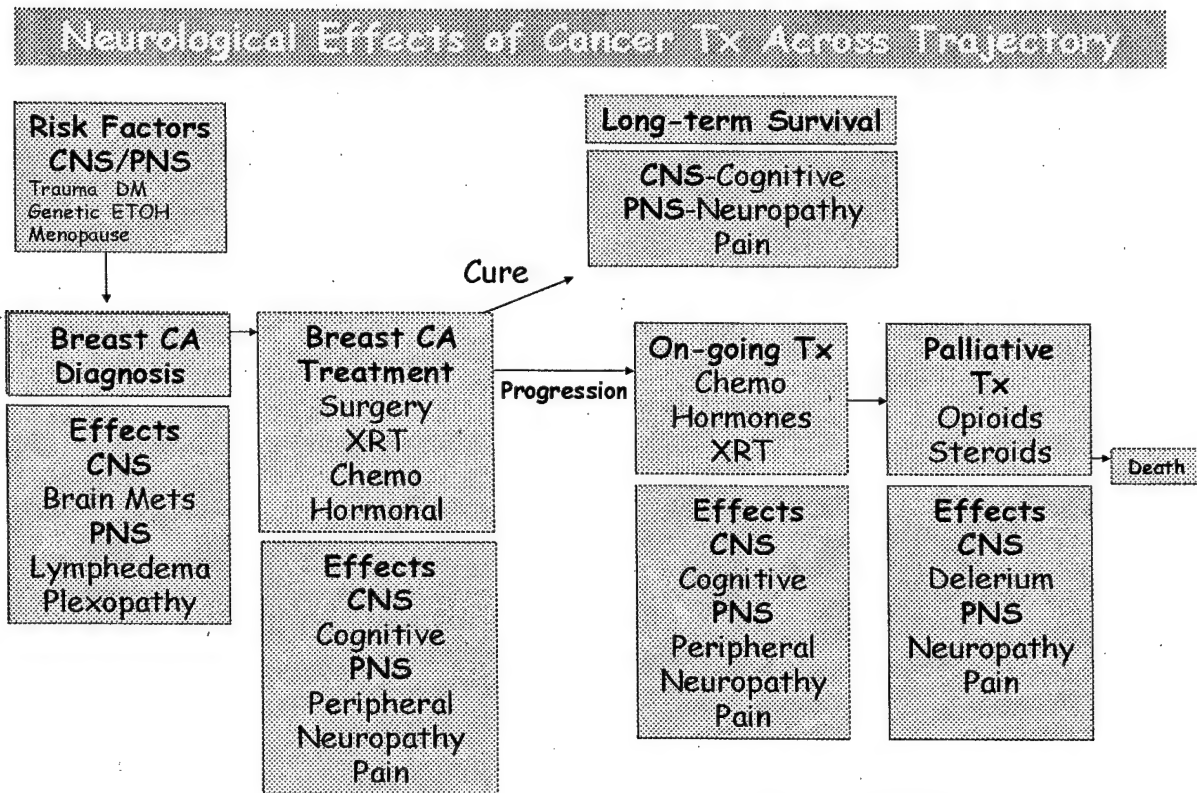 Neurological Effects of Cancer Tx Across Trajectory
Risk Factors
CNS/PNS
Trauma DM
Genetic ETOH
Menopause
Long-term Survival
CNS-Cognitive
PNS-Neuropathy
Pain
Cure
Breast CA
Diagnosis
Effects
CNS
Brain Mets
PNS
Lymphedema
Plexopathy
Breast CA
Treatment
Surgery
XRT
Chemo
Hormonal
Effects
CNS
Cognitive
PNS
Peripheral
Neuropathy
Pain
Progression
On-going Tx
Chemo
Hormones
XRT
Effects
CNS
Cognitive
PNS
Peripheral
Neuropathy
Pain
Palliative
Tx
Opioids
Steroids
Effects
CNS
Delerium
PNS
Neuropathy
Pain
Death